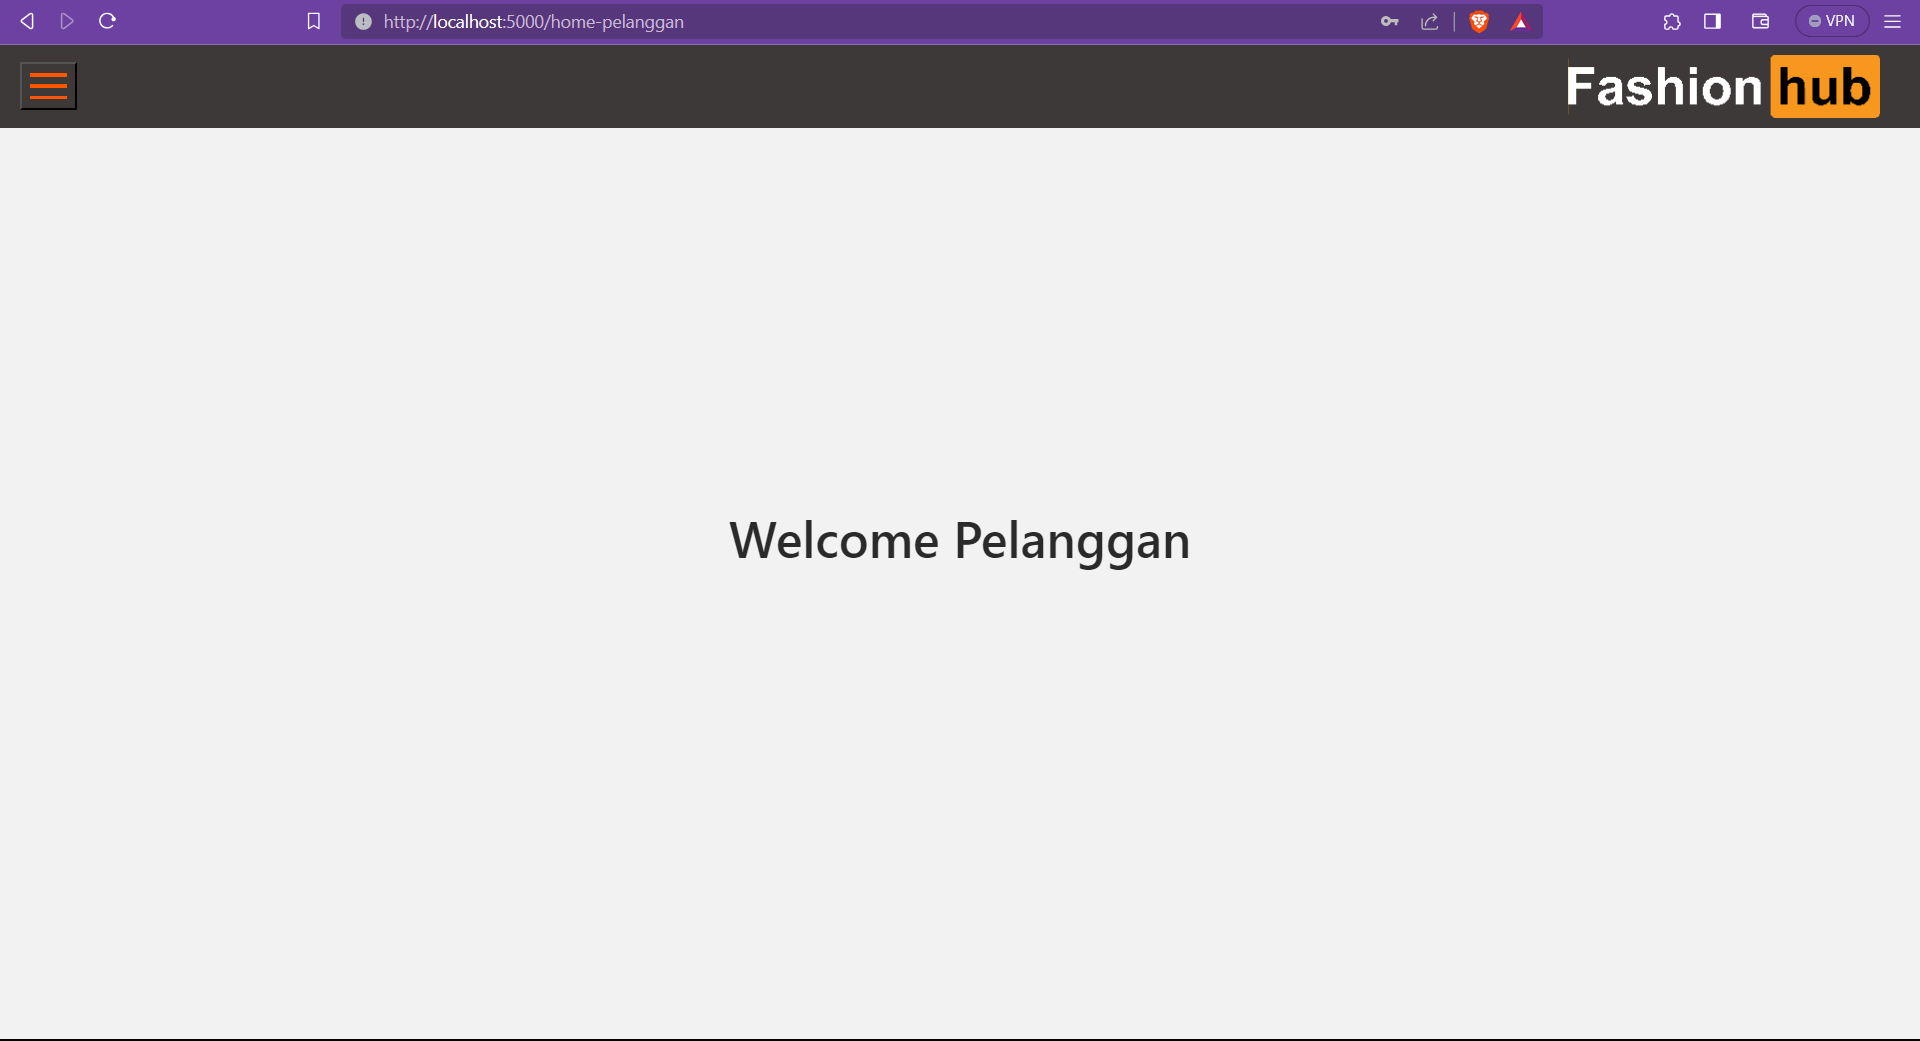 http://localhost:5000/home-pelanggan
VPN
Fashion hub
Welcome Pelanggan